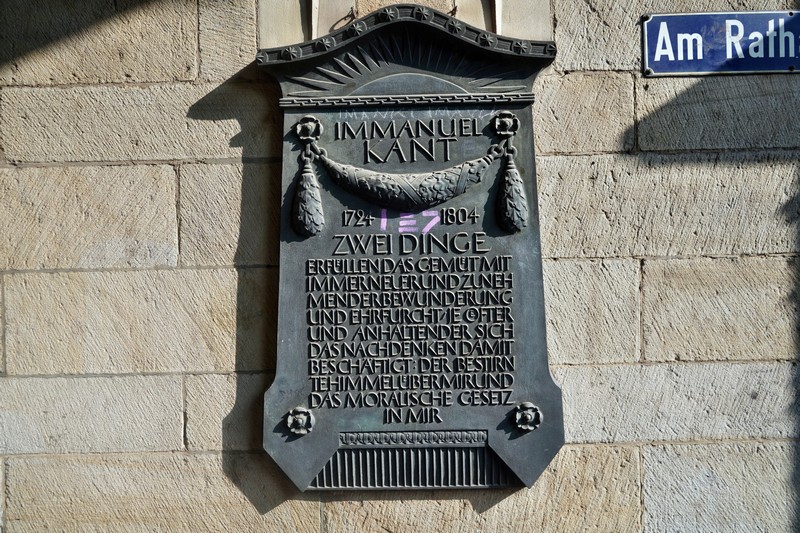 Am Rath
IMMANUEL
KANT
1724 1804
ZWEI DINGE
ERFÜLLEN DAS GEMÜT MIT
IMMER NEUER UND ZUNEH
MENDER BEWUNDERUNG
UND EHRFURCHT JE ÖFTER
UND ANHALTENDER SICH
DAS NACHDENKEN DAMIT
BESCHÄFTIGT: DER BESTIRN
TE HIMMEL ÜBER MIR UND
DAS MORALISCHE GESETZ
IN MIR